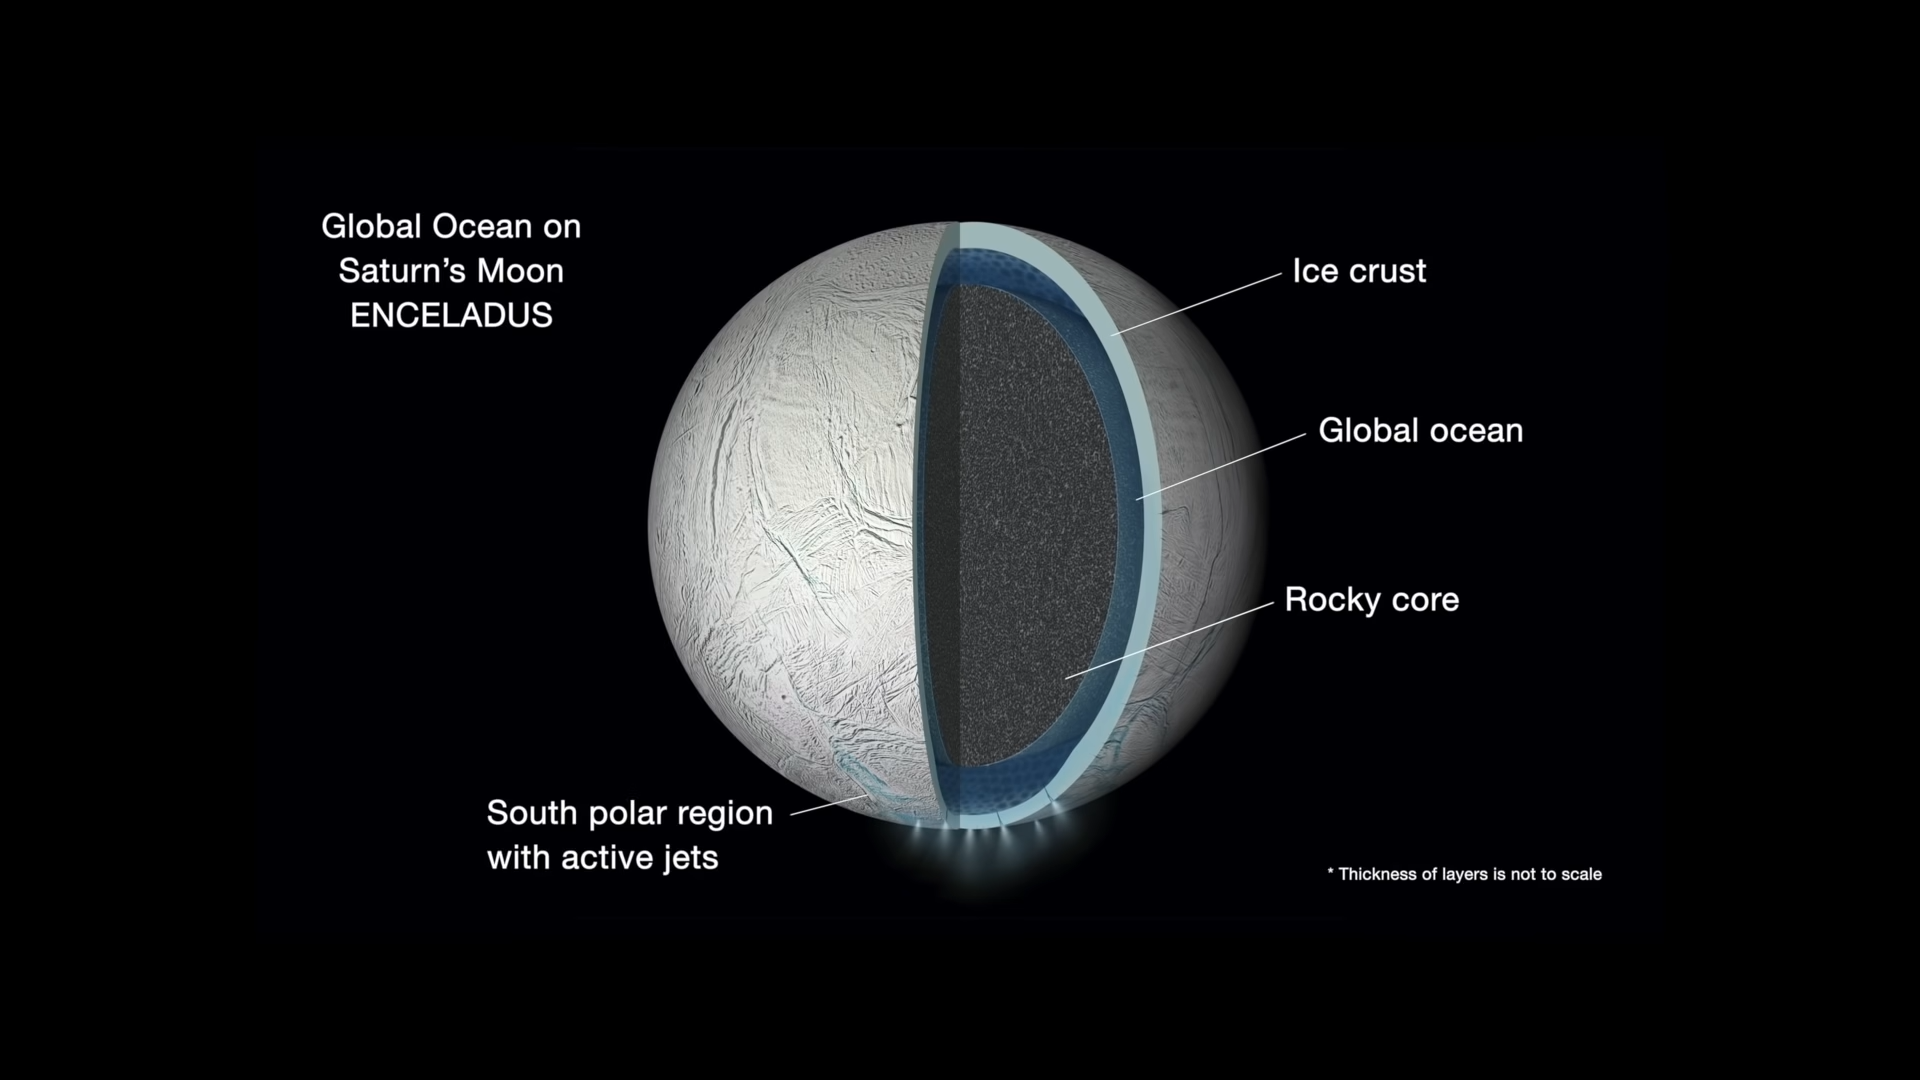 Global Ocean on
Saturn’s Moon
ENCELADUS
Ice crust
Global ocean
Rocky core
South polar region
with active jets
* Thickness of layers is not to scale